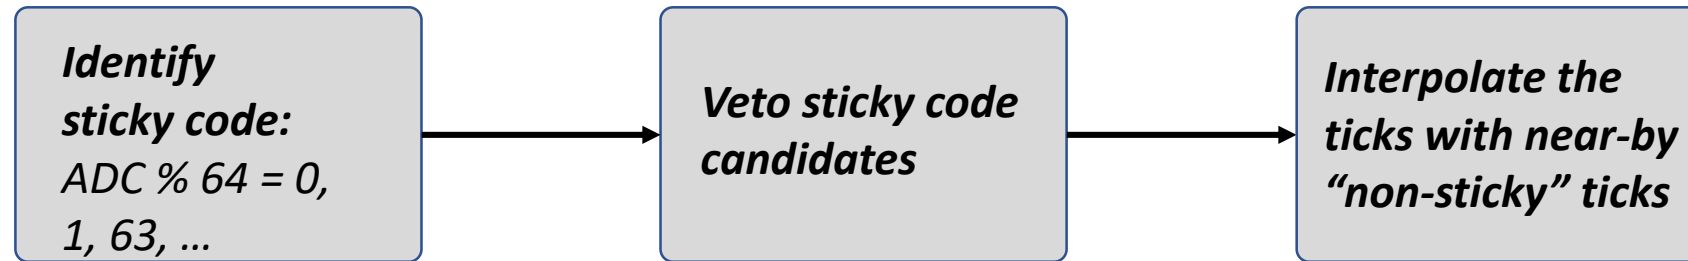 Identify
sticky code:
ADC % 64 = 0,
1, 63, …
Veto sticky code
candidates
Interpolate the
ticks with near-by
“non-sticky” ticks